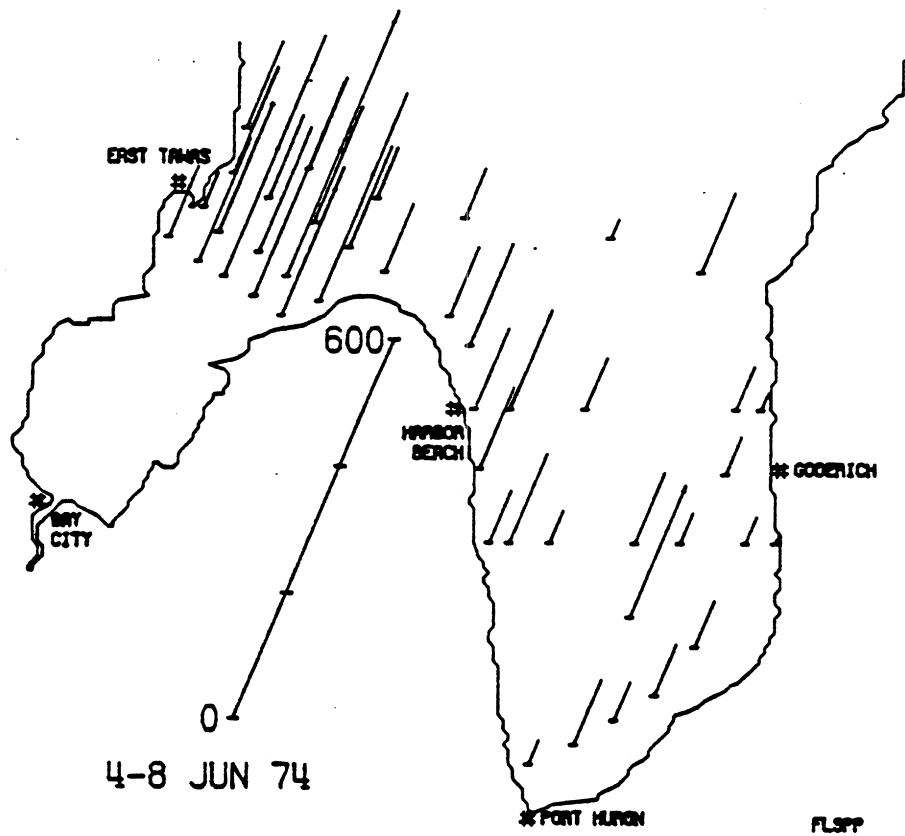 EAST TAWAS
#
600
#
HARBOR
BEACH
# GODERICH
#
BAY
CITY
0
4-8 JUN 74
# PORT HURON
FLSPP